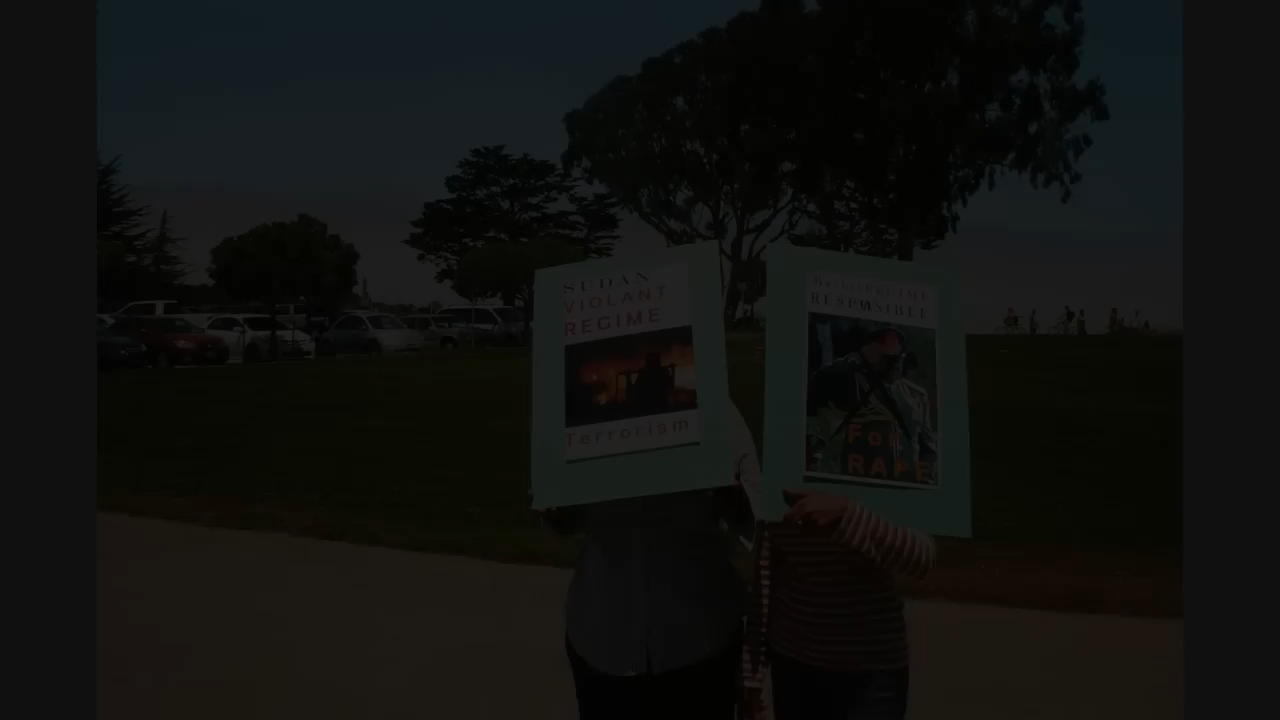 SUDAN
VIOLANT
REGIME
Terrorism
RESPONSIBLE
For
RAPE